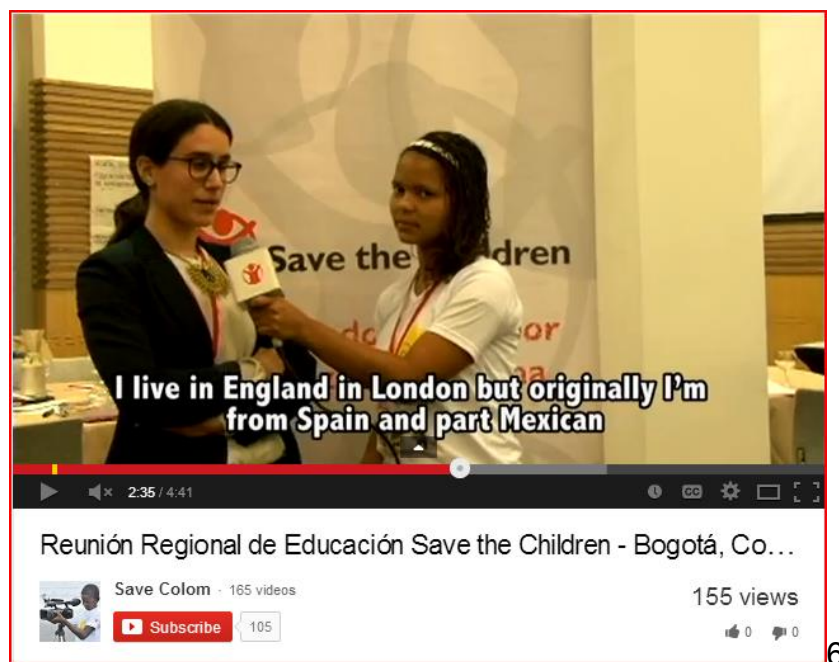 Save the Children
I live in England in London but originally I'm
from Spain and part Mexican
2:35 / 4:41
CC
Reunión Regional de Educación Save the Children - Bogotá, Co...
Save Colom · 165 videos
155 views
Subscribe 105
0 0
6